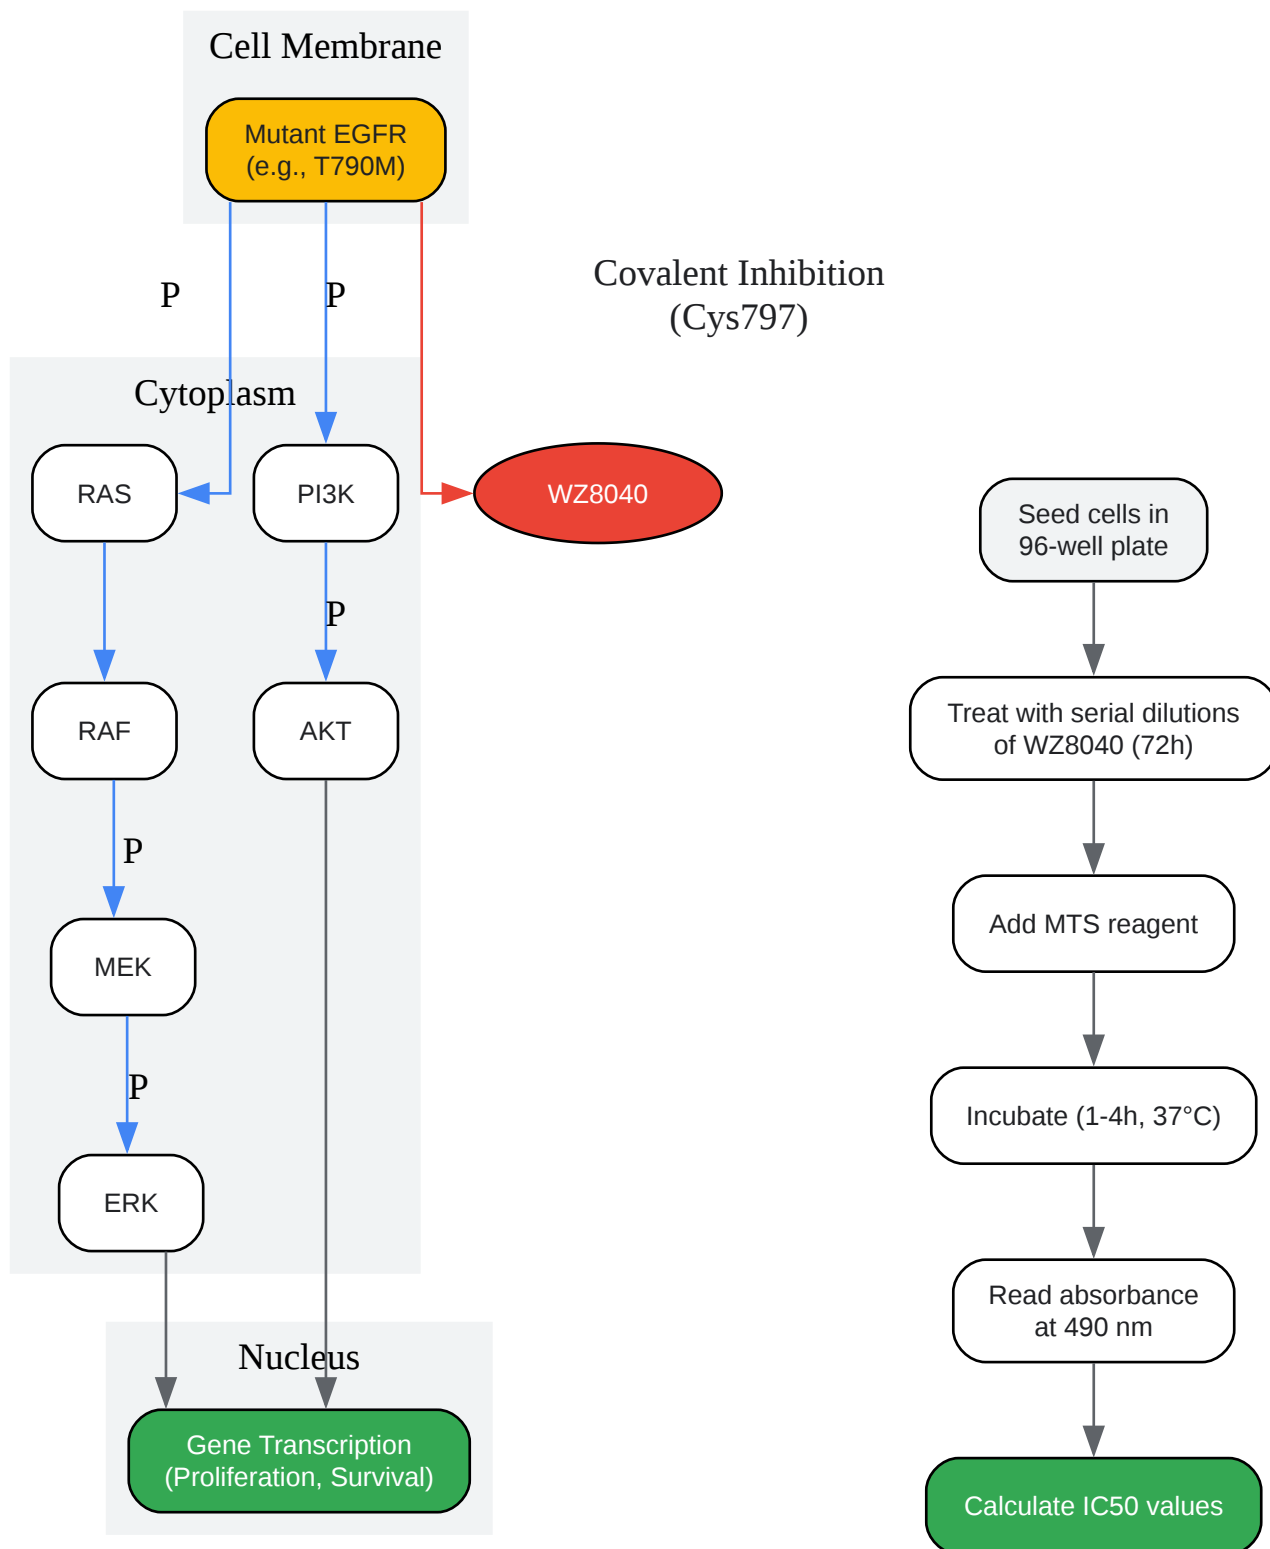 Cell Membrane
Mutant EGFR
(e.g., T790M)
P
P
Covalent Inhibition
(Cys797)
Cytoplasm
RAS
PI3K
WZ8040
P
RAF
AKT
P
MEK
P
ERK
Nucleus
Gene Transcription
(Proliferation, Survival)
Seed cells in
96-well plate
Treat with serial dilutions
of WZ8040 (72h)
Add MTS reagent
Incubate (1-4h, 37°C)
Read absorbance
at 490 nm
Calculate IC50 values